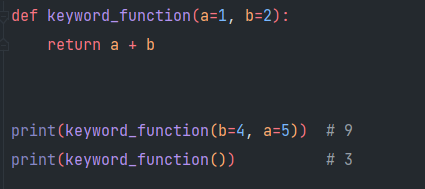 def keyword_function(a=1, b=2):
    return a + b
print(keyword_function(b=4, a=5))  # 9
print(keyword_function())          # 3